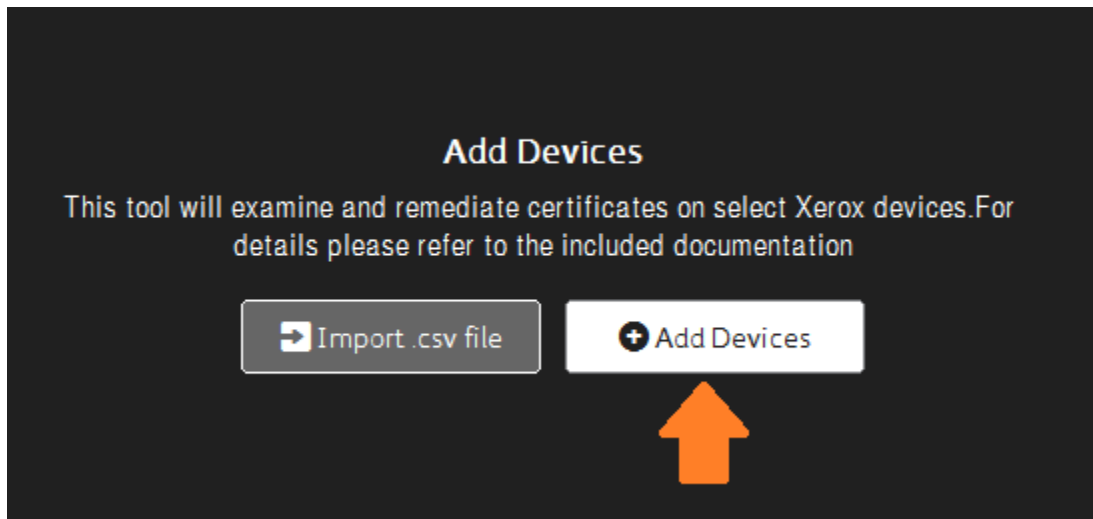 Add Devices
This tool will examine and remediate certificates on select Xerox devices.For
details please refer to the included documentation
Import .csv file
Add Devices